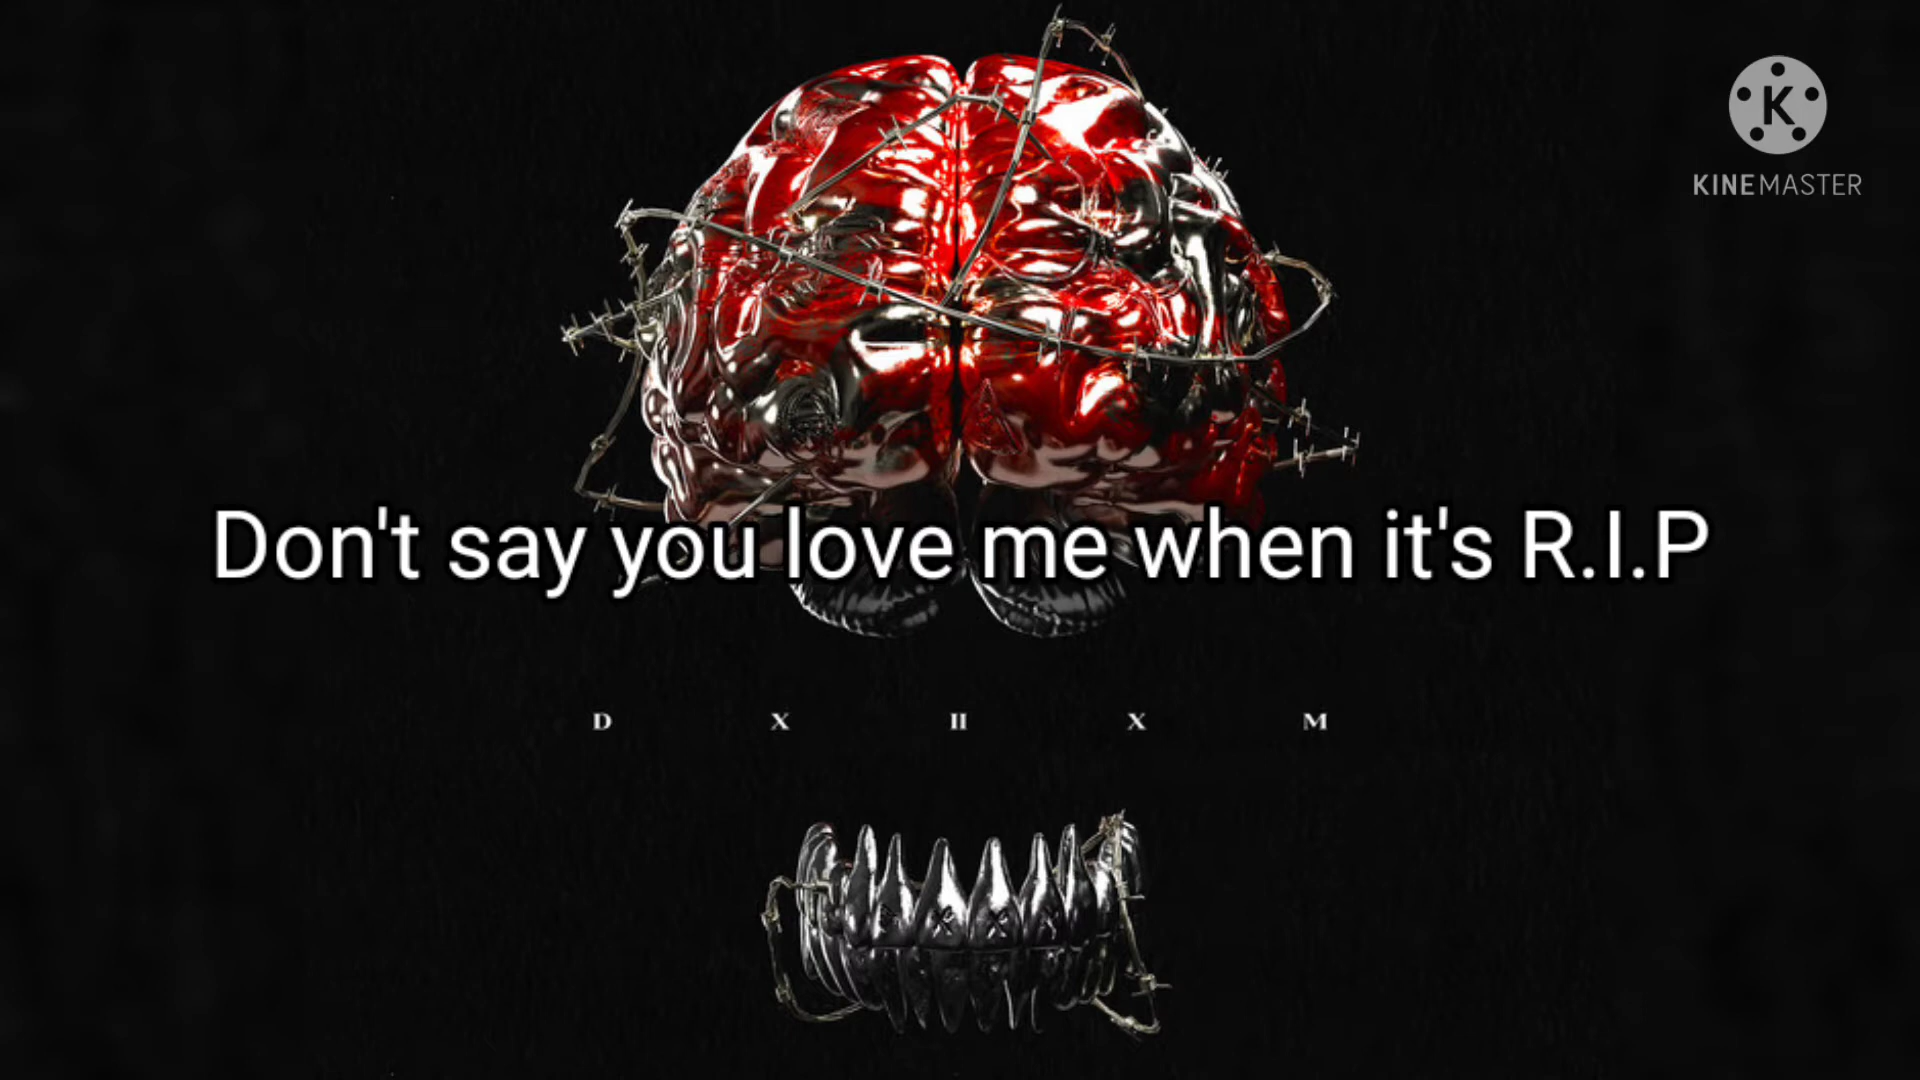 K
KINEMASTER
Don't say you love me when it's R.I.P
D X II X M
X X X